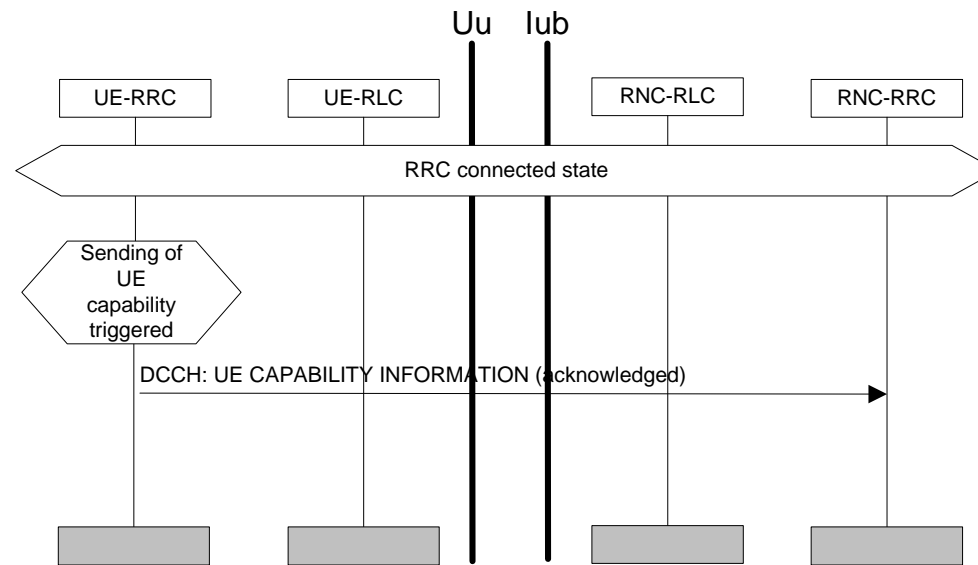 Uu Iub
UE-RRC UE-RLC RNC-RLC RNC-RRC
RRC connected state
Sending of
UE
capability
triggered
DCCH: UE CAPABILITY INFORMATION (acknowledged)